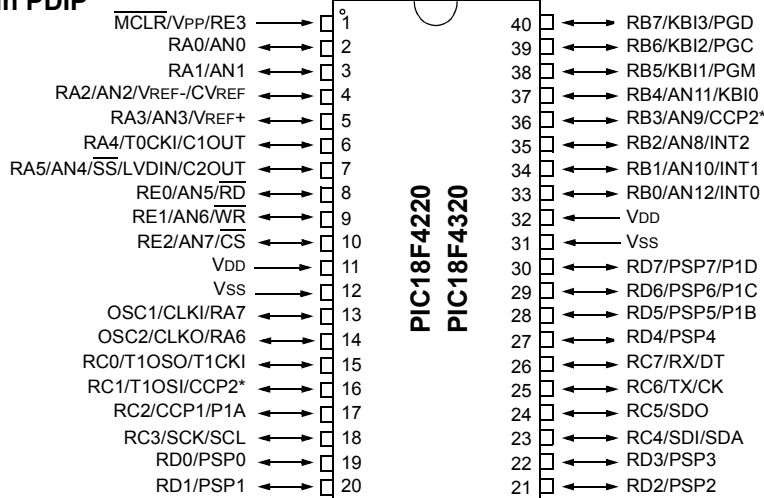 PDIP
MCLR/VPP/RE3 1 40 RB7/KBI3/PGD
RA0/AN0 2 39 RB6/KBI2/PGC
RA1/AN1 3 38 RB5/KBI1/PGM
RA2/AN2/VREF-/CVREF 4 37 RB4/AN11/KBI0
RA3/AN3/VREF+ 5 36 RB3/AN9/CCP2*
RA4/T0CKI/C1OUT 6 35 RB2/AN8/INT2
RA5/AN4/SS/LVDIN/C2OUT 7 34 RB1/AN10/INT1
RE0/AN5/RD 8 33 RB0/AN12/INT0
RE1/AN6/WR 9 32 VDD
RE2/AN7/CS 10 31 VSS
VDD 11 30 RD7/PSP7/P1D
VSS 12 29 RD6/PSP6/P1C
OSC1/CLKI/RA7 13 28 RD5/PSP5/P1B
OSC2/CLKO/RA6 14 27 RD4/PSP4
RC0/T1OSO/T1CKI 15 26 RC7/RX/DT
RC1/T1OSI/CCP2* 16 25 RC6/TX/CK
RC2/CCP1/P1A 17 24 RC5/SDO
RC3/SCK/SCL 18 23 RC4/SDI/SDA
RD0/PSP0 19 22 RD3/PSP3
RD1/PSP1 20 21 RD2/PSP2
PIC18F4220
PIC18F4320